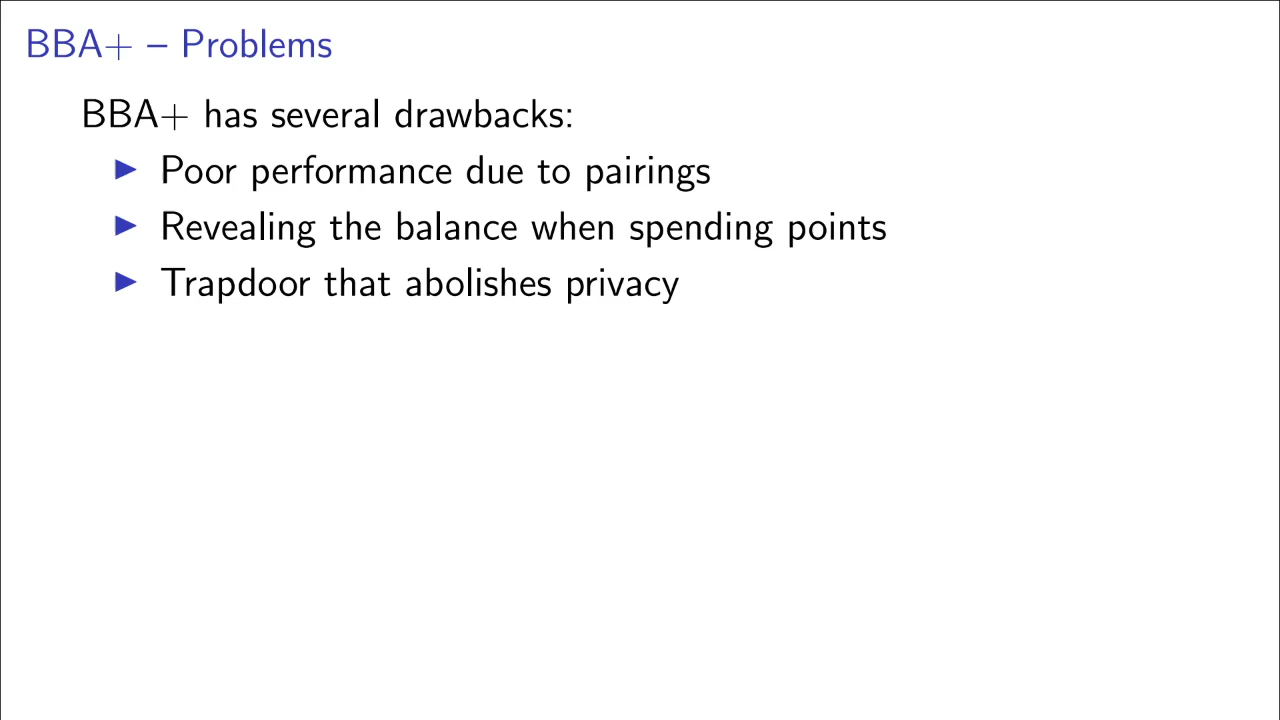 BBA+ – Problems
BBA+ has several drawbacks:
▶ Poor performance due to pairings
▶ Revealing the balance when spending points
▶ Trapdoor that abolishes privacy